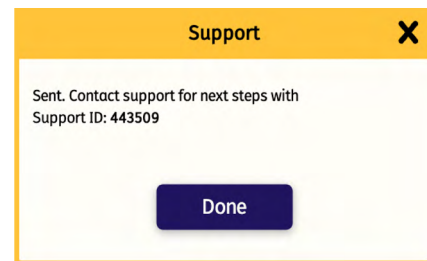 Support
X
Sent. Contact support for next steps with
Support ID: 443509
Done